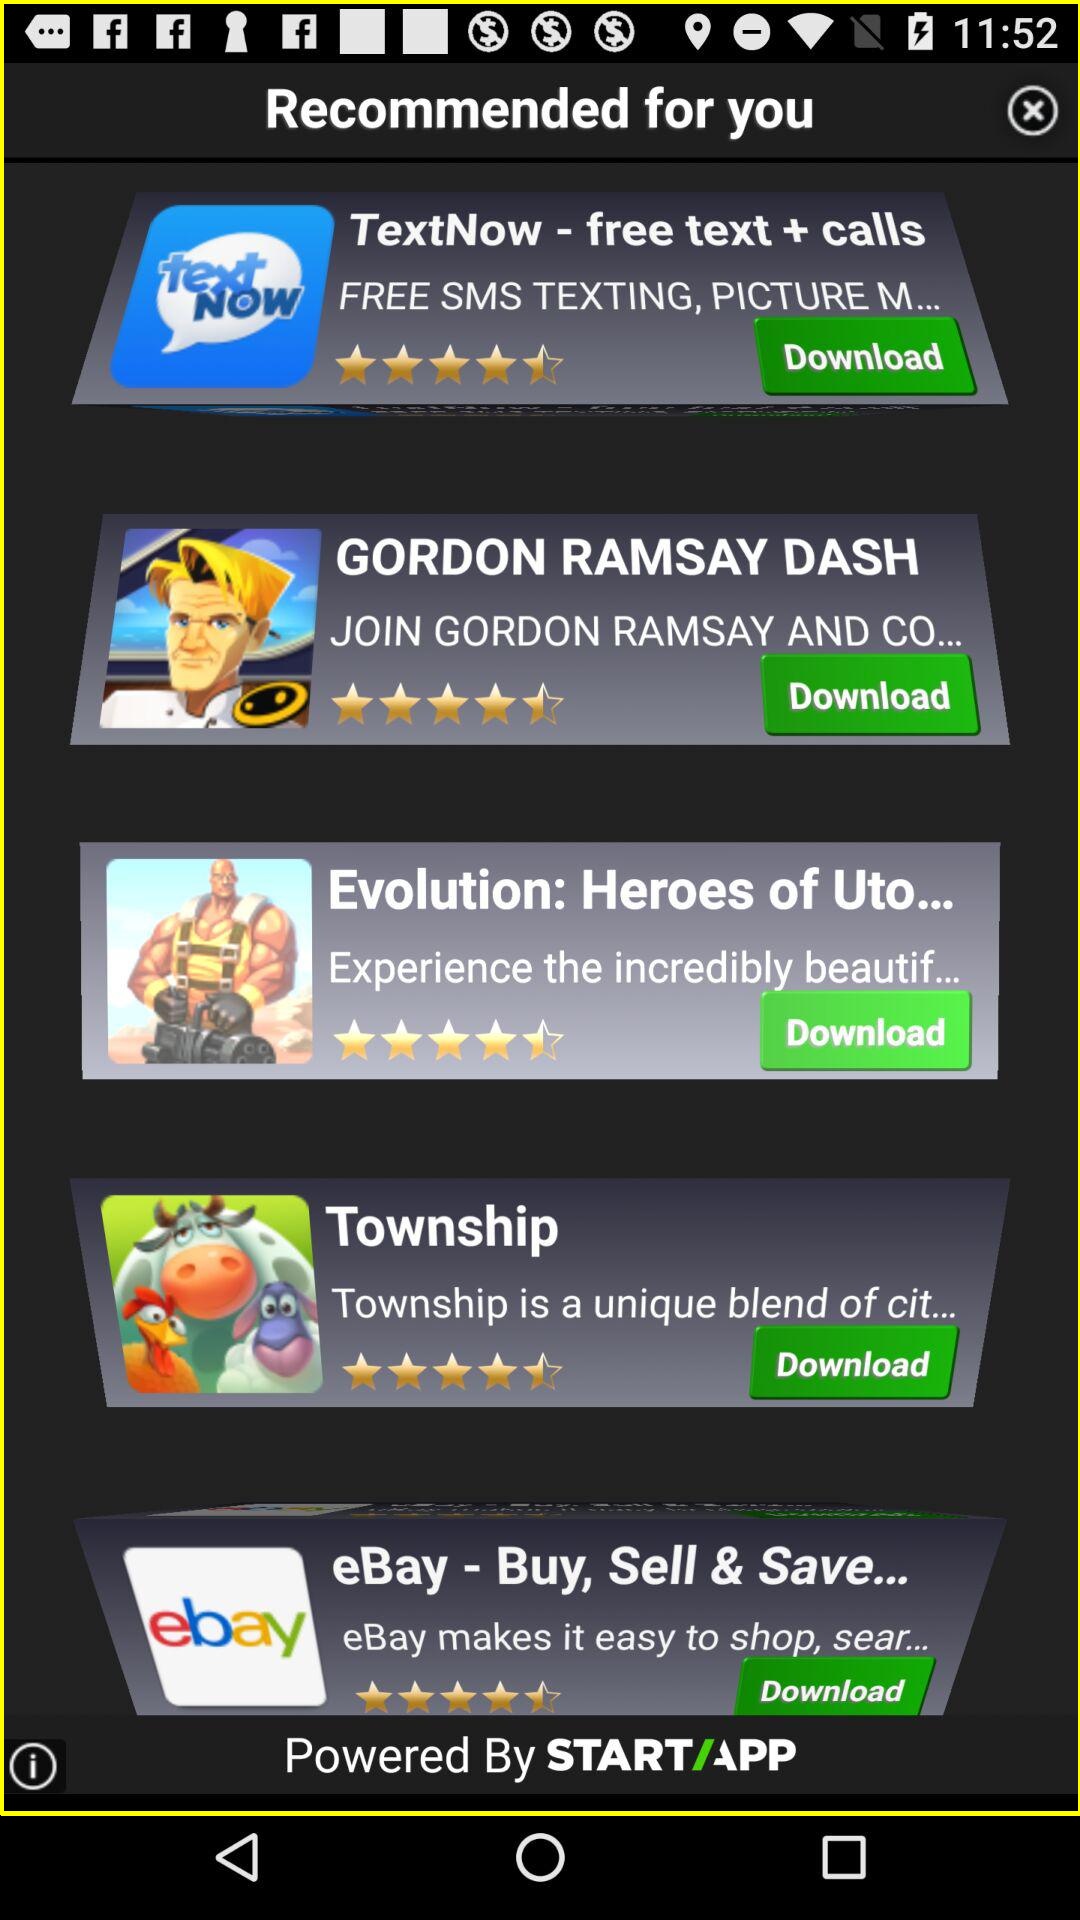 11:52
Recommended for you
text NOW
TextNow - free text + calls
FREE SMS TEXTING, PICTURE M...
Download
GORDON RAMSAY DASH
JOIN GORDON RAMSAY AND CO...
Download
Evolution: Heroes of Uto...
Experience the incredibly beautif...
Download
Township
Township is a unique blend of cit...
Download
ebay
eBay - Buy, Sell & Save...
eBay makes it easy to shop, sear...
Download
Powered By START/APP